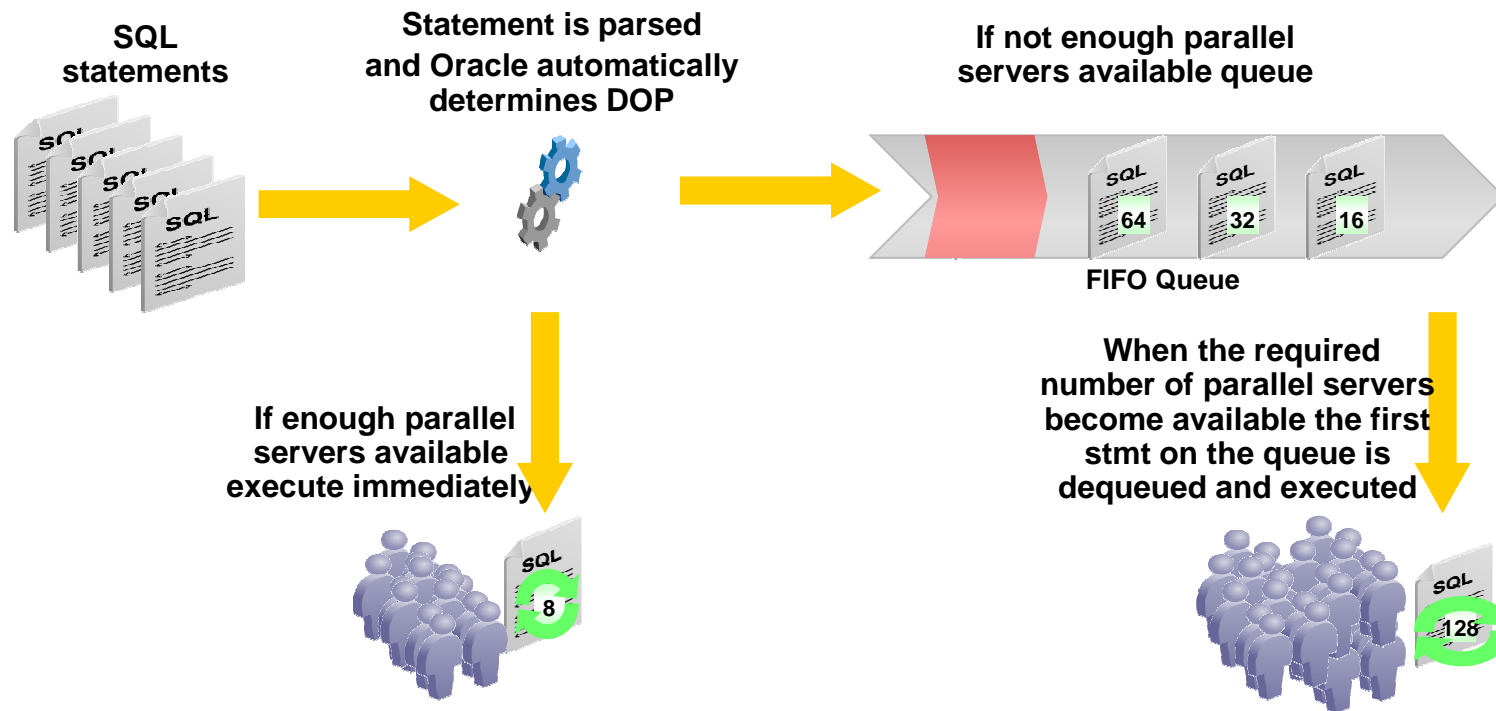 SQL
statements
Statement is parsed
and Oracle automatically
determines DOP
If not enough parallel
servers available queue
SQL
SQL
SQL
SQL
SQL
SQL
64
SQL
32
SQL
16
FIFO Queue
If enough parallel
servers available
execute immediately
When the required
number of parallel servers
become available the first
stmt on the queue is
dequeued and executed
SQL
8
SQL
128